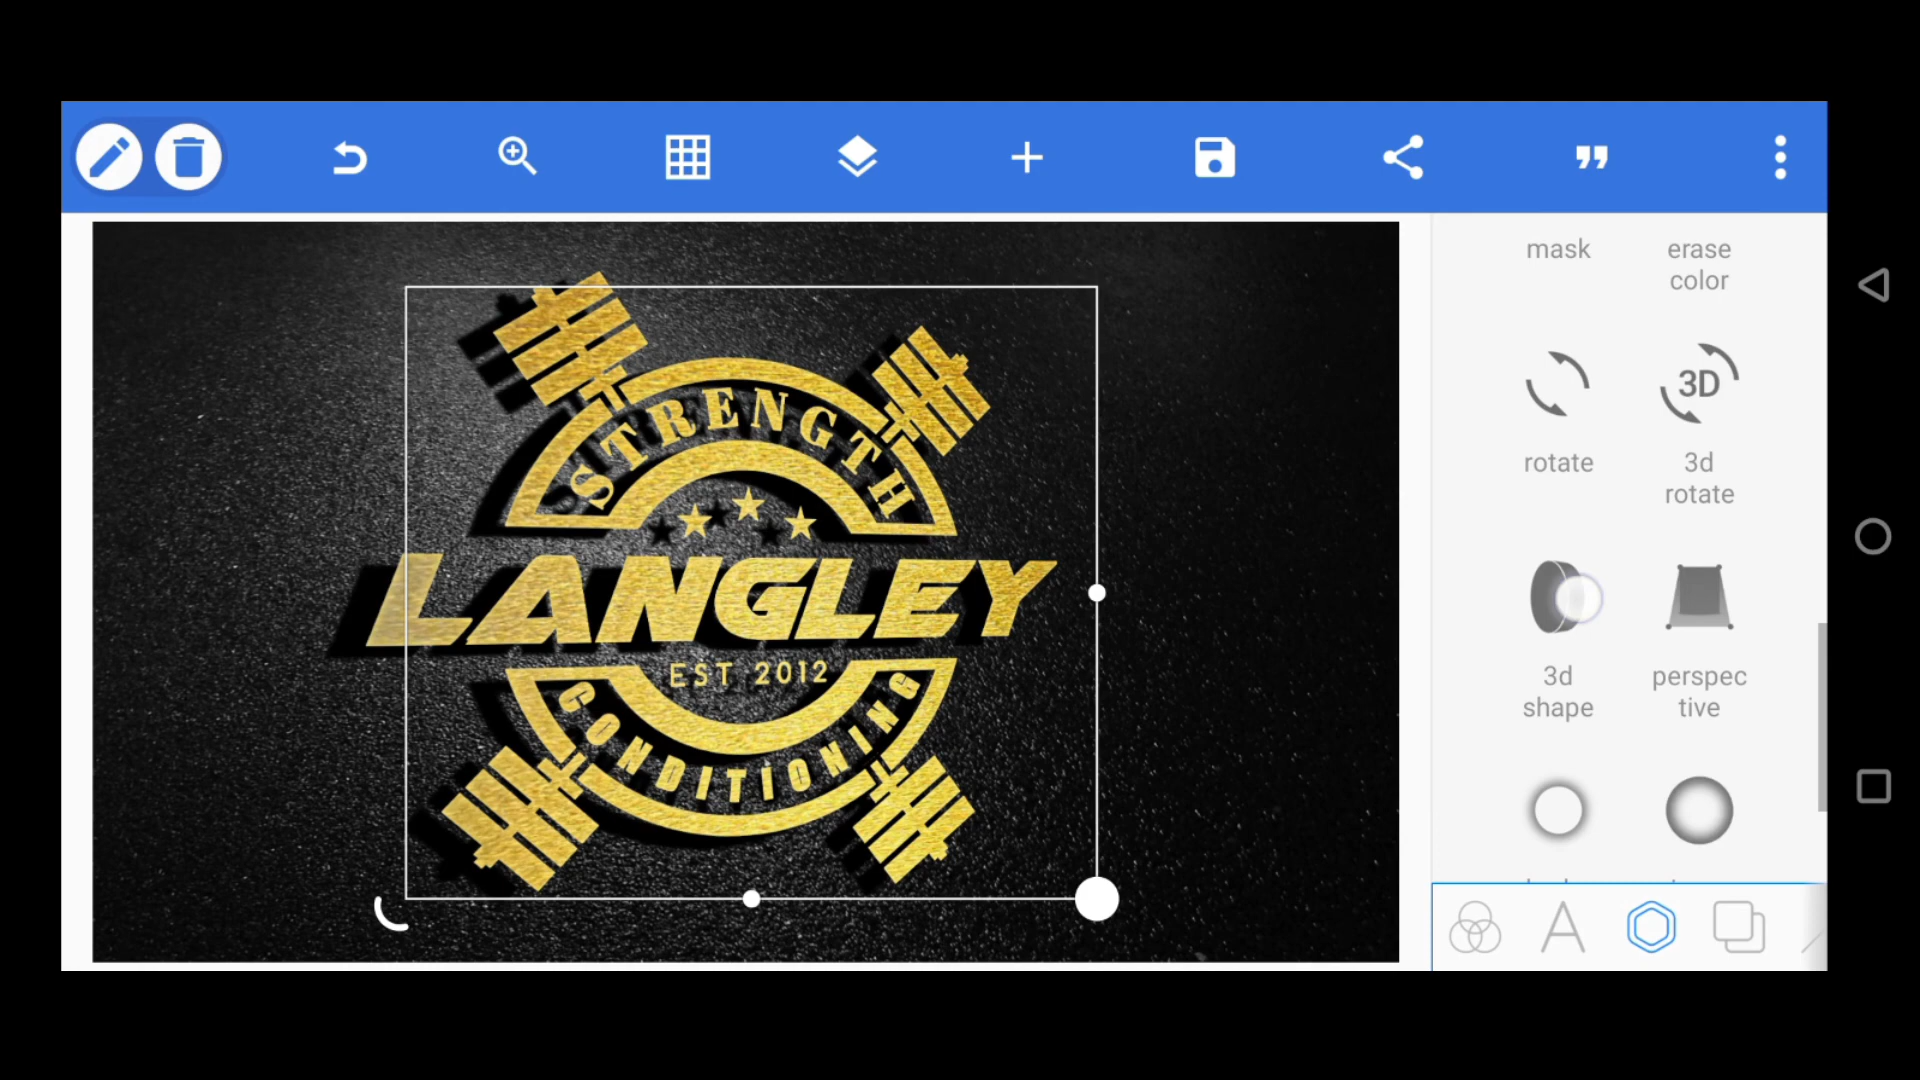 mask
erase
color
rotate
3D
3d
rotate
3d
shape
perspec
tive
STRENGTH
LANGLEY
EST 2012
CONDITIONING